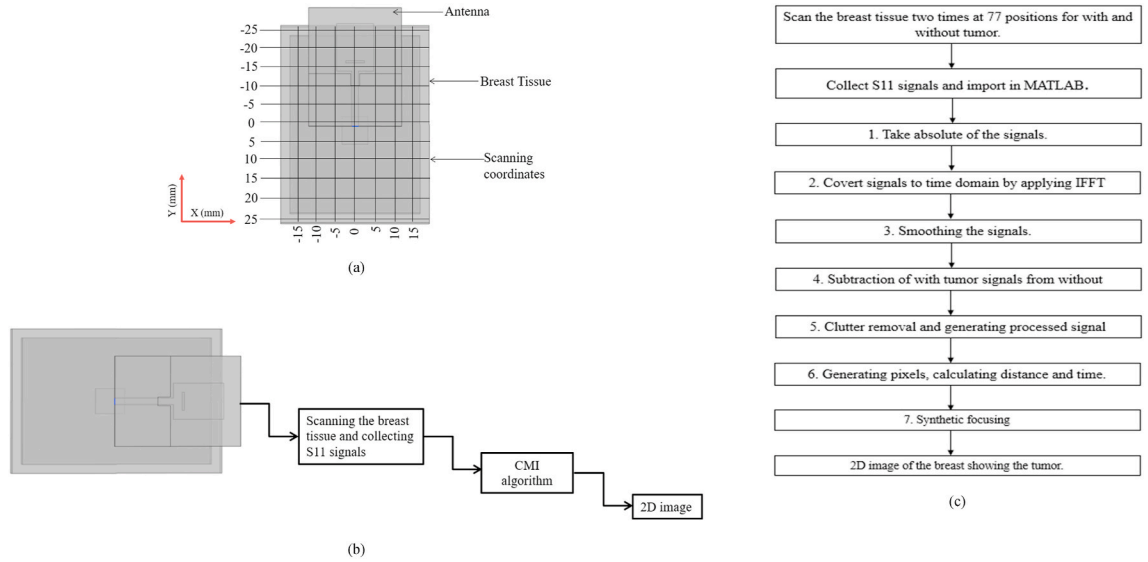 Antenna
-25
-20
-15
-10
-5
0
5
10
15
20
25
Breast Tissue
Scanning
coordinates
Y (mm)
X (mm)
-15
-10
-5
0
5
10
15
(a)
Scanning the breast
tissue and collecting
S11 signals
CMI
algorithm
2D image
(b)
Scan the breast tissue two times at 77 positions for with and
without tumor.
Collect S11 signals and import in MATLAB.
1. Take absolute of the signals.
2. Covert signals to time domain by applying IFFT
3. Smoothing the signals.
4. Subtraction of with tumor signals from without
5. Clutter removal and generating processed signal
6. Generating pixels, calculating distance and time.
7. Synthetic focusing
2D image of the breast showing the tumor.
(c)